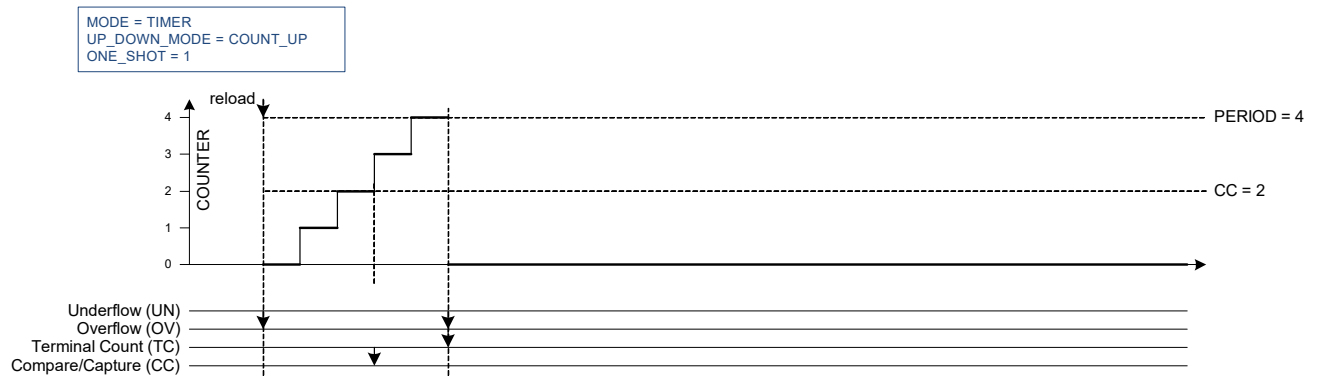 MODE = TIMER
UP_DOWN_MODE = COUNT_UP
ONE_SHOT = 1
reload
4
PERIOD = 4
3
COUNTER
2
CC = 2
1
0
Underflow (UN)
Overflow (OV)
Terminal Count (TC)
Compare/Capture (CC)